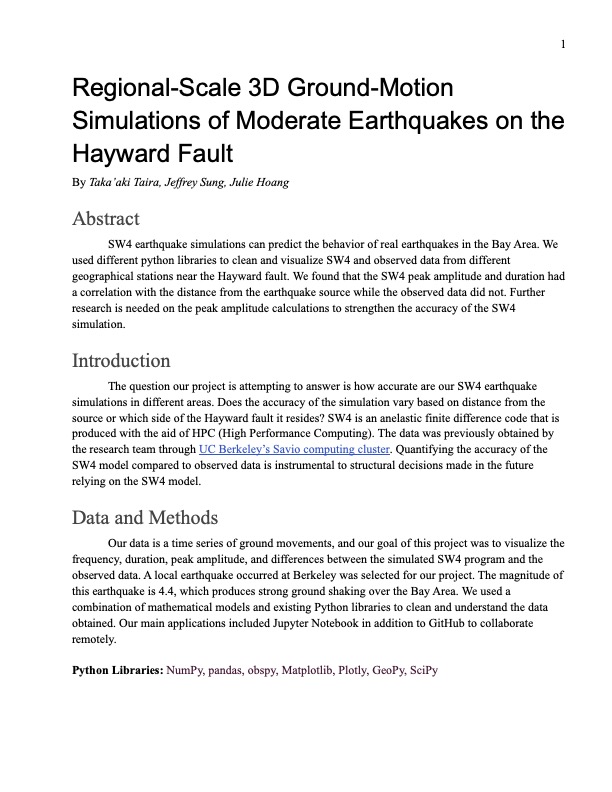 1
Regional-Scale 3D Ground-Motion
Simulations of Moderate Earthquakes on the
Hayward Fault
By Taka'aki Taira, Jeffrey Sung, Julie Hoang
Abstract
SW4 earthquake simulations can predict the behavior of real earthquakes in the Bay Area. We
used different python libraries to clean and visualize SW4 and observed data from different
geographical stations near the Hayward fault. We found that the SW4 peak amplitude and duration had
a correlation with the distance from the earthquake source while the observed data did not. Further
research is needed on the peak amplitude calculations to strengthen the accuracy of the SW4
simulation.
Introduction
The question our project is attempting to answer is how accurate are our SW4 earthquake
simulations in different areas. Does the accuracy of the simulation vary based on distance from the
source or which side of the Hayward fault it resides? SW4 is an anelastic finite difference code that is
produced with the aid of HPC (High Performance Computing). The data was previously obtained by
the research team through UC Berkeley's Savio computing cluster. Quantifying the accuracy of the
SW4 model compared to observed data is instrumental to structural decisions made in the future
relying on the SW4 model.
Data and Methods
Our data is a time series of ground movements, and our goal of this project was to visualize the
frequency, duration, peak amplitude, and differences between the simulated SW4 program and the
observed data. A local earthquake occurred at Berkeley was selected for our project. The magnitude of
this earthquake is 4.4, which produces strong ground shaking over the Bay Area. We used a
combination of mathematical models and existing Python libraries to clean and understand the data
obtained. Our main applications included Jupyter Notebook in addition to GitHub to collaborate
remotely.
Python Libraries: NumPy, pandas, obspy, Matplotlib, Plotly, GeoPy, SciPy